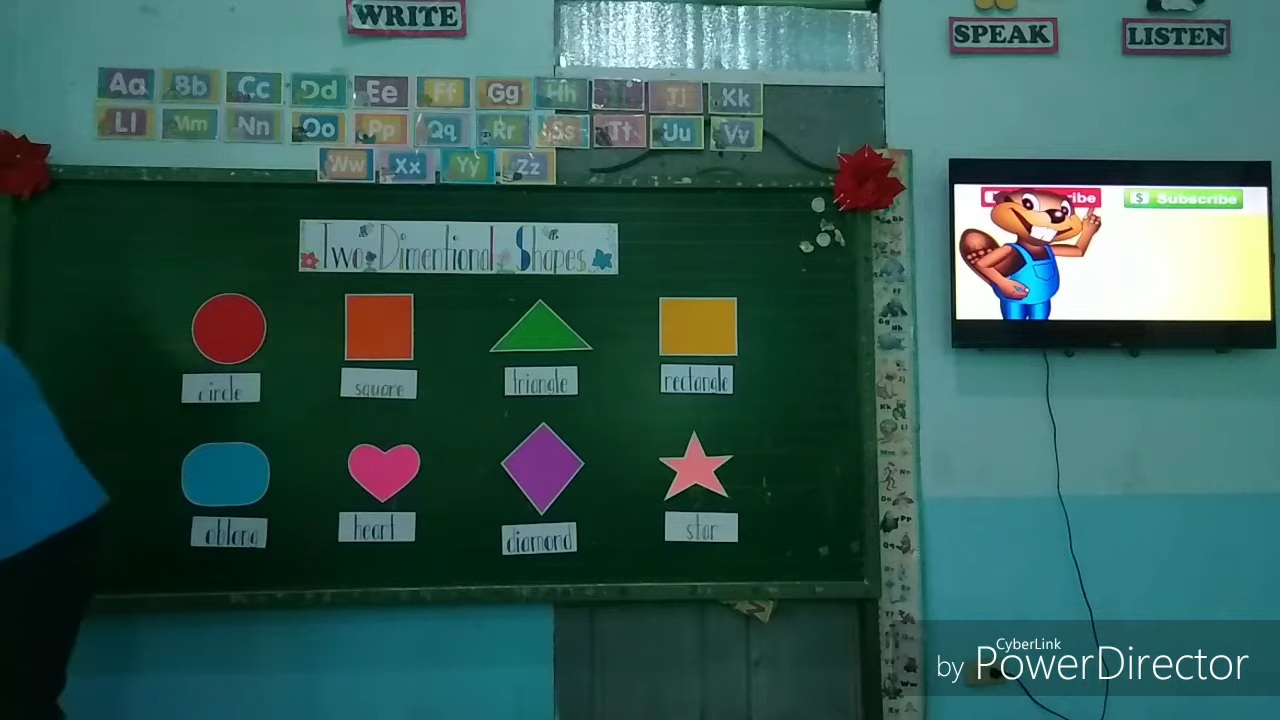 WRITE
SPEAK
LISTEN
Aa Bb Cc Dd Ee Ff Gg Hh Ii Jj Kk
Ll Mm Nn Oo Pp Qq Rr Ss Tt Uu Vv
Ww Xx Yy Zz
Two Dimentional Shapes
$ Subscribe
circle
square
triangle
rectangle
oblong
heart
diamond
star
by CyberLink PowerDirector